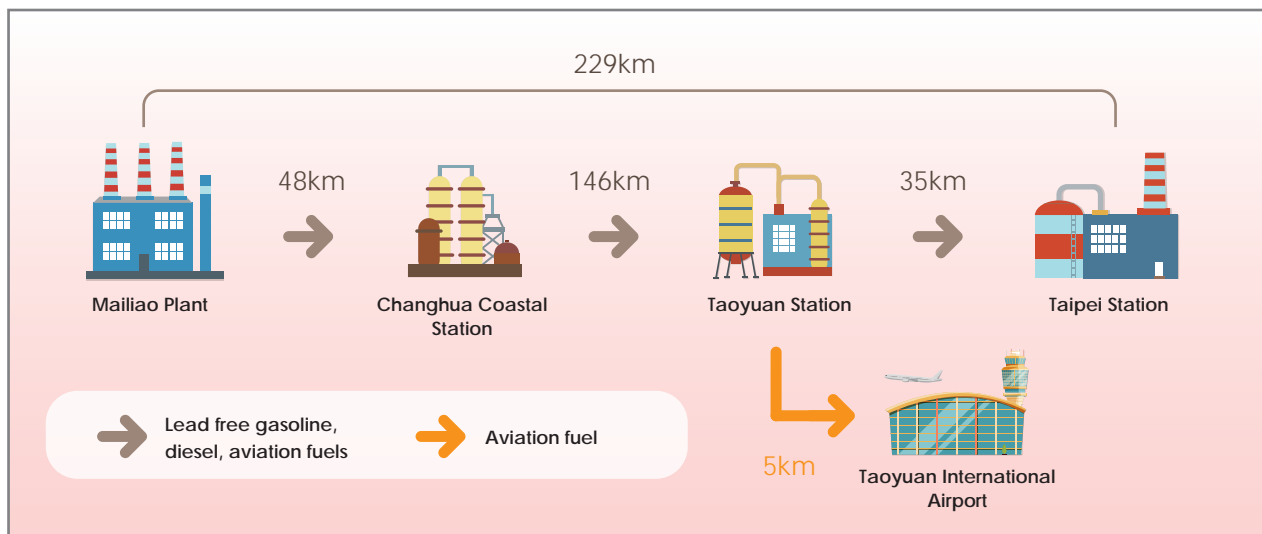 229km
48km
146km
35km
Mailiao Plant
Changhua Coastal
Station
Taoyuan Station
Taipei Station
Lead free gasoline,
diesel, aviation fuels
Aviation fuel
5km
Taoyuan International
Airport